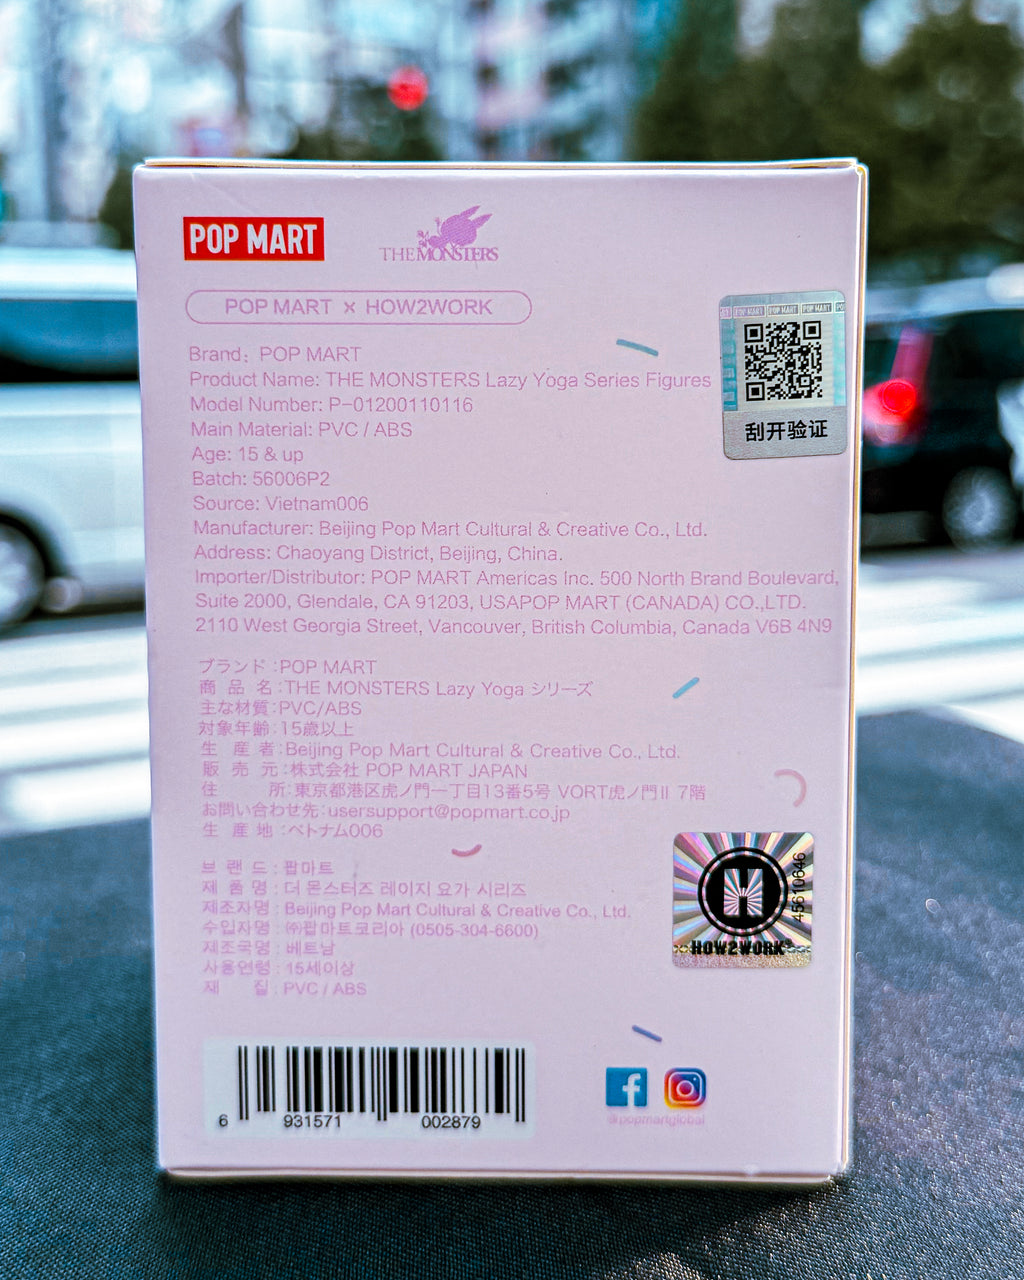 POP MART
THE MONSTERS
POP MART × HOW2WORK
Brand: POP MART
Product Name: THE MONSTERS Lazy Yoga Series Figures
Model Number: P-01200110116
Main Material: PVC / ABS
Age: 15 & up
Batch: 56006P2
Source: Vietnam006
Manufacturer: Beijing Pop Mart Cultural & Creative Co., Ltd.
Address: Chaoyang District, Beijing, China.
Importer/Distributor: POP MART Americas Inc. 500 North Brand Boulevard,
Suite 2000, Glendale, CA 91203, USAPOP MART (CANADA) CO.,LTD.
2110 West Georgia Street, Vancouver, British Columbia, Canada V6B 4N9
POP MART POP MART POP MART
刮开验证
ブランド:POP MART
商品名:THE MONSTERS Lazy Yoga シリーズ
主な材質:PVC/ABS
対象年齢:15歳以上
生産者:Beijing Pop Mart Cultural & Creative Co., Ltd.
販売元:株式会社 POP MART JAPAN
住所:東京都港区虎ノ門一丁目13番5号 VORT虎ノ門II 7階
お問い合わせ先:usersupport@popmart.co.jp
生産地:ベトナム006
브랜드 : 팝마트
제품명 : 더 몬스터즈 레이지 요가 시리즈
제조자명 : Beijing Pop Mart Cultural & Creative Co., Ltd.
수입자명 : ㈜팝마트코리아 (0505-304-6600)
제조국명 : 베트남
사용연령 : 15세이상
재질 : PVC / ABS
H
45610646
HOW2WORK
6 931571 002879
@popmartglobal